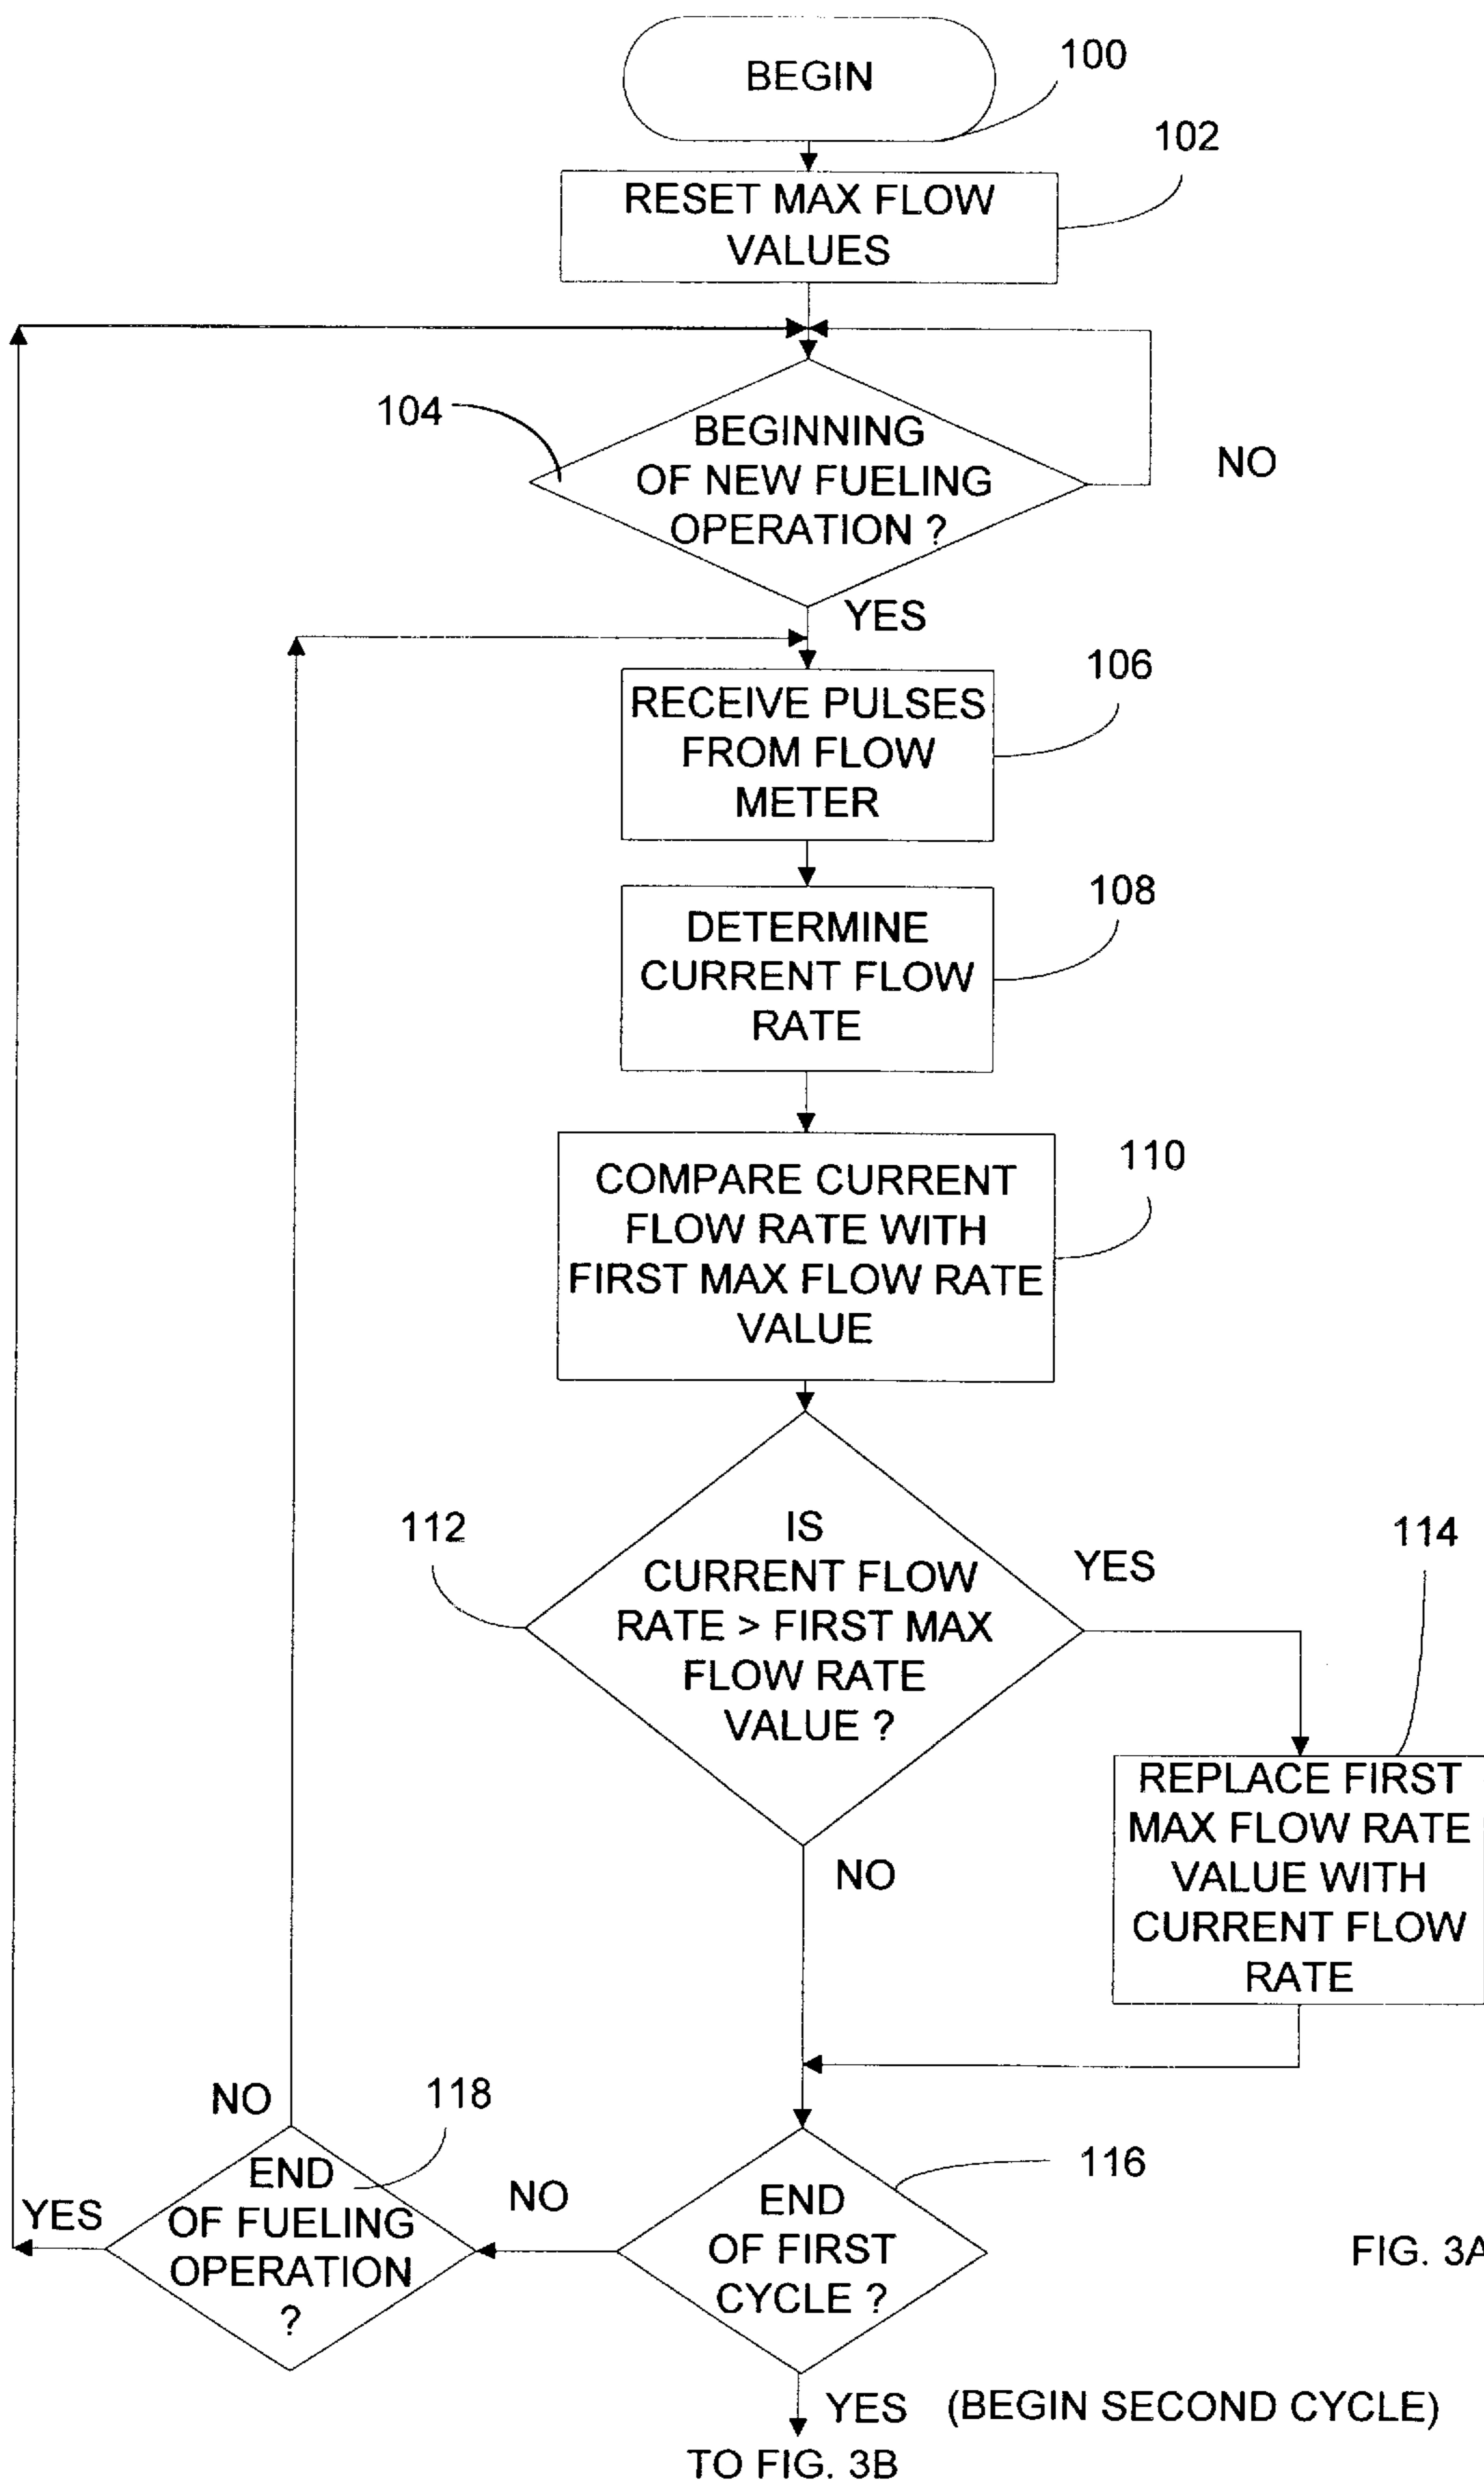 BEGIN
100
102
RESET MAX FLOW
VALUES
104
BEGINNING
OF NEW FUELING
OPERATION ?
NO
YES
106
RECEIVE PULSES
FROM FLOW
METER
108
DETERMINE
CURRENT FLOW
RATE
110
COMPARE CURRENT
FLOW RATE WITH
FIRST MAX FLOW RATE
VALUE
112
IS
CURRENT FLOW
RATE > FIRST MAX
FLOW RATE
VALUE ?
YES
114
REPLACE FIRST
MAX FLOW RATE
VALUE WITH
CURRENT FLOW
RATE
NO
NO
118
END
OF FUELING
OPERATION
?
YES
NO
116
END
OF FIRST
CYCLE ?
FIG. 3A
YES (BEGIN SECOND CYCLE)
TO FIG. 3B